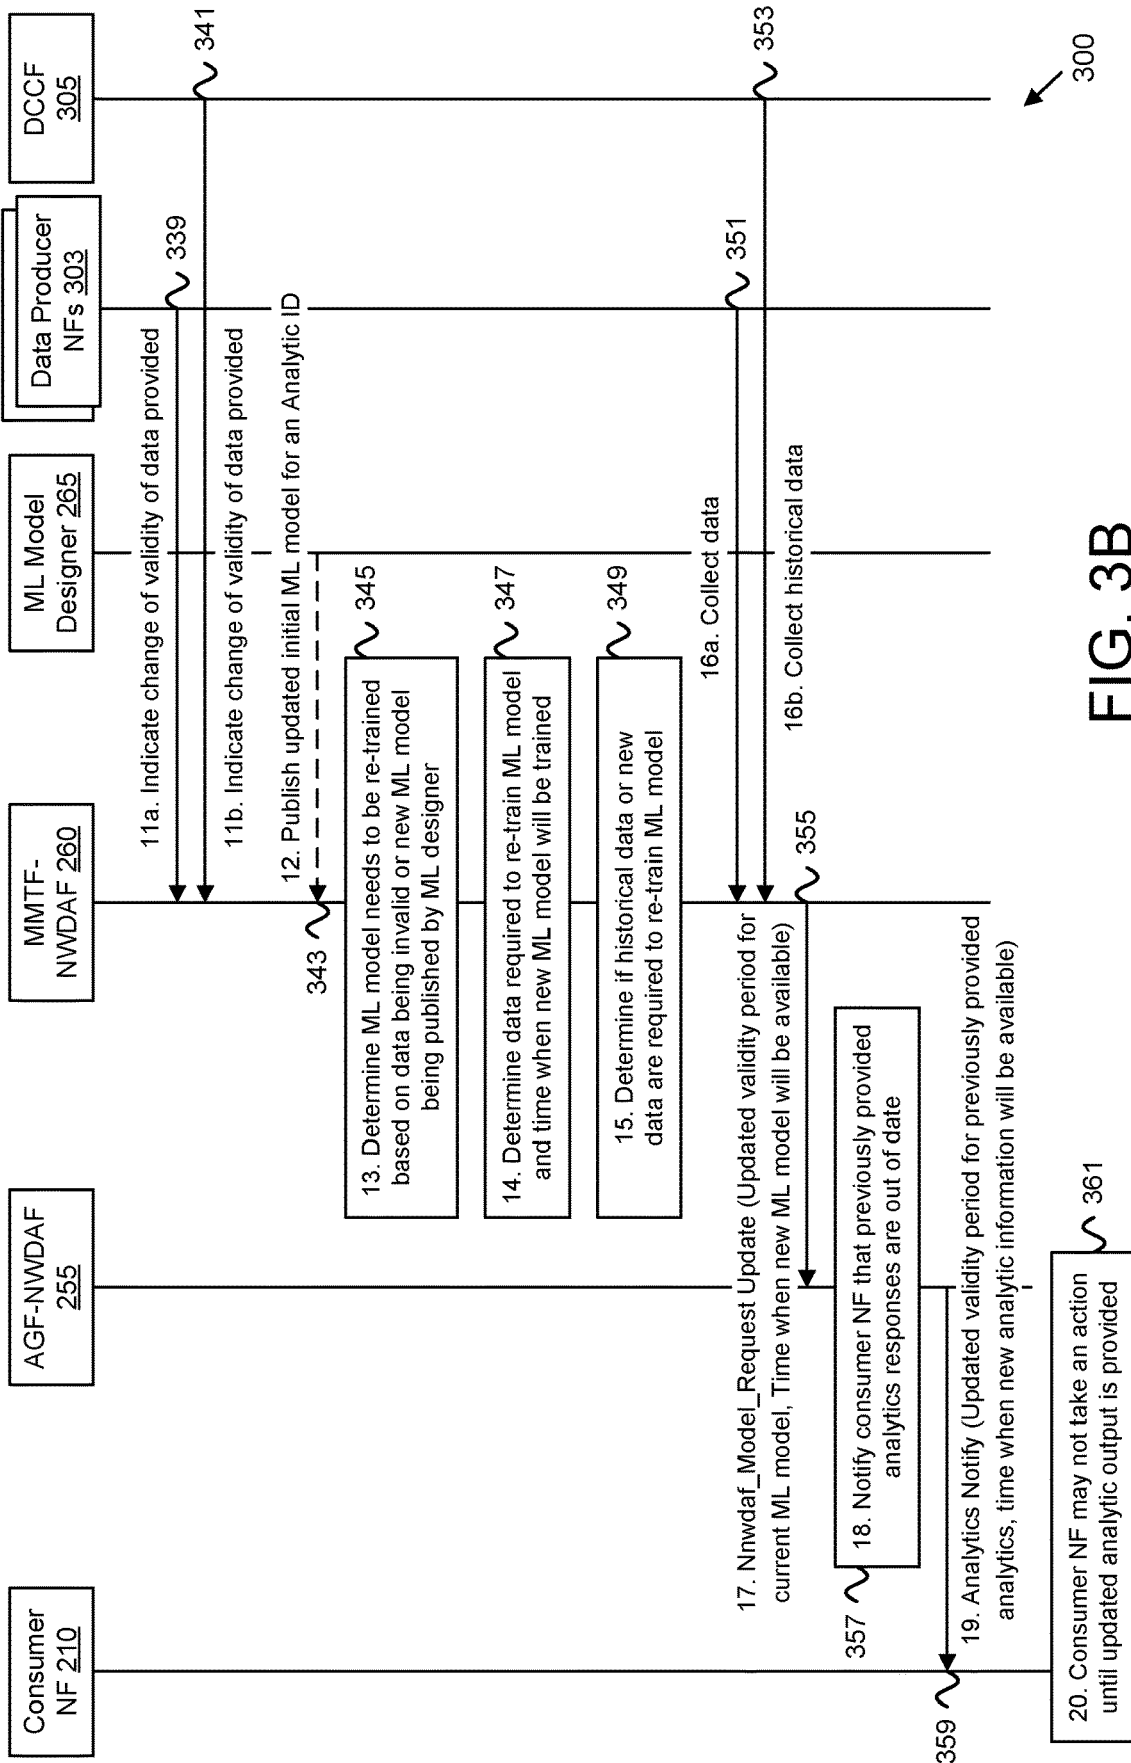 Consumer
NF 210
AGF-NWDAF
255
MMTF-
NWDAF 260
ML Model
Designer 265
Data Producer
NFs 303
DCCF
305
11a. Indicate change of validity of data provided
339
341
11b. Indicate change of validity of data provided
12. Publish updated initial ML model for an Analytic ID
343
13. Determine ML model needs to be re-trained
based on data being invalid or new ML model
being published by ML designer
345
14. Determine data required to re-train ML model
and time when new ML model will be trained
347
15. Determine if historical data or new
data are required to re-train ML model
349
16a. Collect data
351
353
16b. Collect historical data
17. Nnwdaf_Model_Request Update (Updated validity period for
current ML model, Time when new ML model will be available)
355
18. Notify consumer NF that previously provided
analytics responses are out of date
357
359
19. Analytics Notify (Updated validity period for previously provided
analytics, time when new analytic information will be available)
20. Consumer NF may not take an action
until updated analytic output is provided
361
300
FIG. 3B